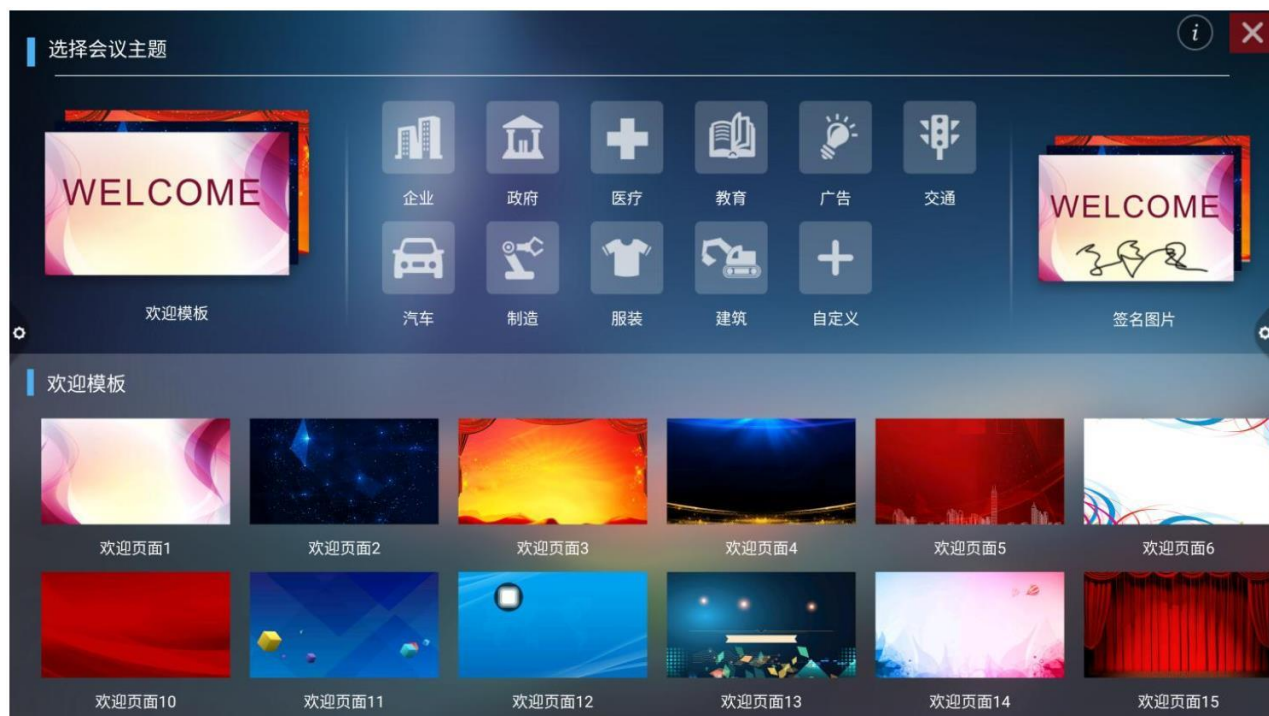 选择会议主题
i
WELCOME
欢迎模板
企业 政府 医疗 教育 广告 交通
汽车 制造 服装 建筑 自定义
WELCOME
签名图片
欢迎模板
欢迎页面1 欢迎页面2 欢迎页面3 欢迎页面4 欢迎页面5 欢迎页面6
欢迎页面10 欢迎页面11 欢迎页面12 欢迎页面13 欢迎页面14 欢迎页面15